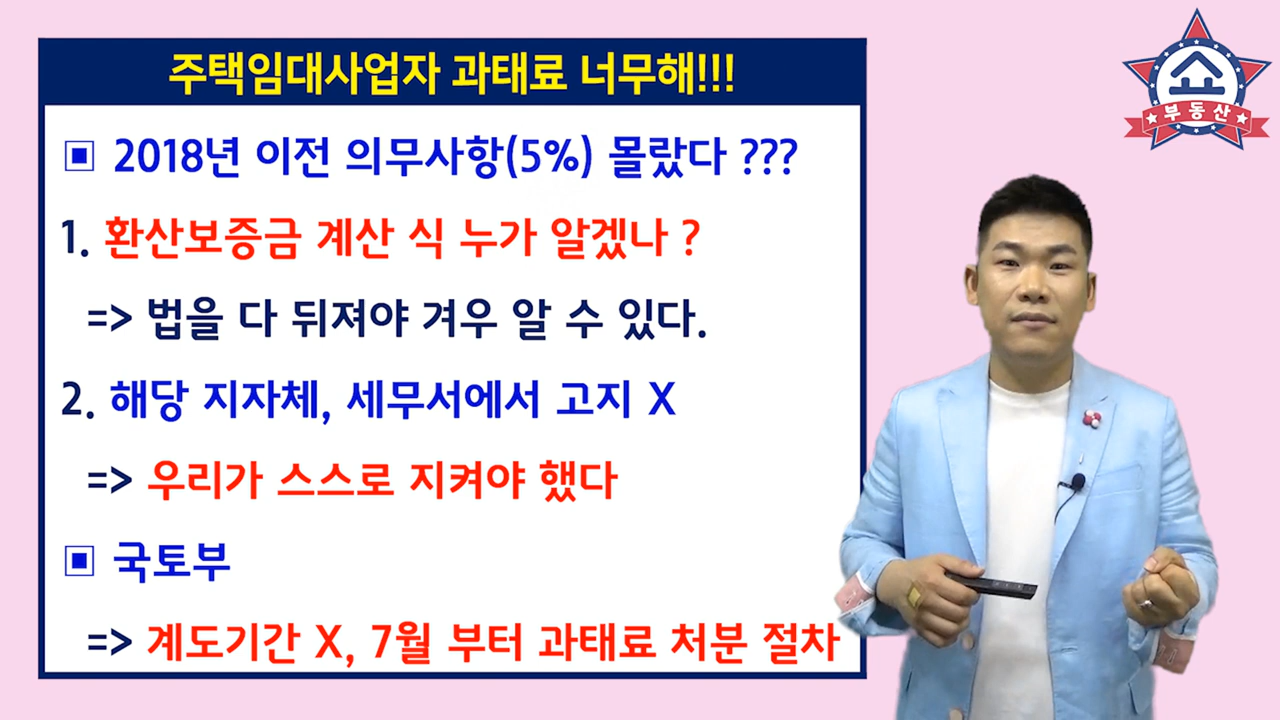 주택임대사업자 과태료 너무해!!!
▣ 2018년 이전 의무사항(5%) 몰랐다 ???
1. 환산보증금 계산 식 누가 알겠나 ?
=> 법을 다 뒤져야 겨우 알 수 있다.
2. 해당 지자체, 세무서에서 고지 X
=> 우리가 스스로 지켜야 했다
▣ 국토부
=> 계도기간 X, 7월 부터 과태료 처분 절차
쇼
부동산